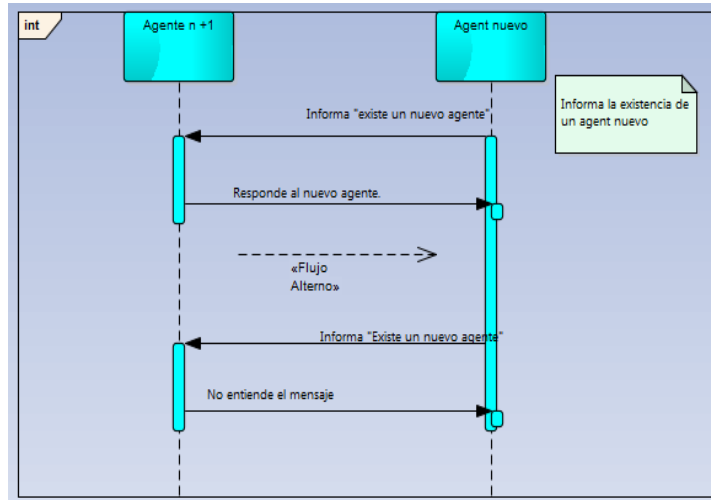 int
Agente n +1
Agent nuevo
Informa la existencia de
un agent nuevo
Informa "existe un nuevo agente"
Responde al nuevo agente.
«Flujo
Alterno»
Informa "Existe un nuevo agente"
No entiende el mensaje